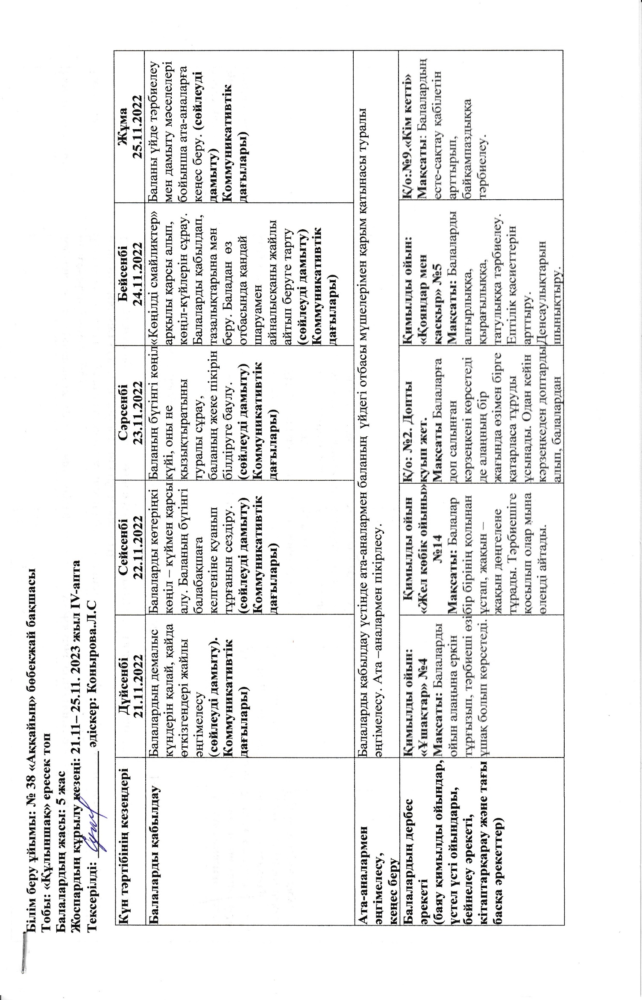 Білім беру ұйымы: № 38 «Аққайың» бөбекжай бақшасы
Тобы: «Құлыншақ» ересек топ
Балалардың жасы: 5 жас
Жоспардың құрылу кезеңі: 21.11– 25.11. 2023 жыл IV-апта
Тексерілді: ____________ әдіскер: Конырова.Л.С
Күн тәртібінің кезеңдері
Дүйсенбі
21.11.2022
Сейсенбі
22.11.2022
Сәрсенбі
23.11.2022
Бейсенбі
24.11.2022
Жұма
25.11.2022
Балаларды қабылдау
Балалардың демалыс
күндерін қалай, қайда
өткізгендері жайлы
әңгімелесу
(сөйлеуді дамыту).
Коммуникативтік
дағылары)
Балаларды көтеріңкі
көңіл – күймен қарсы
алу. Баланың бүгінгі
балабақшаға
келгеніне қуанып
тұрғанын сездіру.
(сөйлеуді дамыту)
Коммуникативтік
дағылары)
Баланың бүгінгі көңіл
күйі, оны не
қызықтыратыны
туралы сұрау,
баланың жеке пікірін
білдіруге баулу.
(сөйлеуді дамыту)
Коммуникативтік
дағылары)
«Көңілді смайликтер»
арқылы қарсы алып,
көңіл-күйлерін сұрау.
Балаларды қабылдап,
тазалықтарына мән
беру. Баладан өз
отбасында қандай
шаруамен
айналысқаны жайлы
айтып беруге тарту
(сөйлеуді дамыту)
Коммуникативтік
дағылары)
Баланы үйде тәрбиелеу
мен дамыту мәселелері
бойынша ата-аналарға
кеңес беру. (сөйлеуді
дамыту)
Коммуникативтік
дағылары)
Ата-аналармен
әңгімелесу,
кеңес беру
Балаларды қабылдау үстінде ата-аналармен баланың үйдегі отбасы мүшелерімен қарым қатынасы туралы
әңгімелесу. Ата –аналармен пікірлесу.
Балалардың дербес
әрекеті
(баяу қимылды ойындар,
үстел үсті ойындары,
бейнелеу әрекеті,
кітаптарқарау және тағы
басқа әрекеттер)
Қимылды ойын:
«Ұшақтар» №4
Мақсаты: Балаларды
ойын алаңына еркін
тұрғызып, тәрбиеші өзі
ұшақ болып көрсетеді.
Қимылды ойын
«Жел көбік ойыны»
№14
Мақсаты: Балалар
бір бірінің қолынан
ұстап, жақын –
жақын дөңгелене
тұрады. Тәрбиешіге
қосылып олар мына
өлеңді айтады.
Қ/о: №2. Допты
қуып жет.
Мақсаты Балаларға
доп салынған
кәрзеңкені көрсетеді
де алаңның бір
жағында өзімен бірге
қатарласа тұруды
ұсынады. Одан кейін
кәрзеңкеден доптарды
алып, балалардан
Қимылды ойын:
«Қояндар мен
қасқыр» №5
Мақсаты: Балаларды
алғырлыққа,
қырағылыққа,
татулыққа тәрбиелеу.
Ептілік қасиеттерін
арттыру.
Денсаулықтарын
шынықтыру.
Қ/о:№9.«Кім кетті»
Мақсаты: Балалардың
есте-сақтау қабілетін
арттырып,
байқампаздыққа
тәрбиелеу.